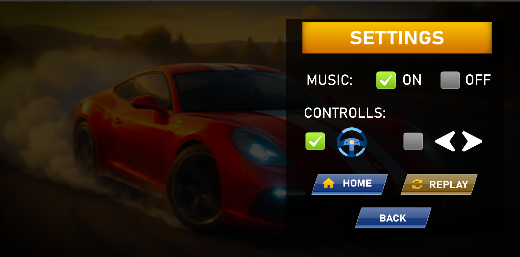 SETTINGS
MUSIC: ON OFF
CONTROLLS:
HOME REPLAY
BACK